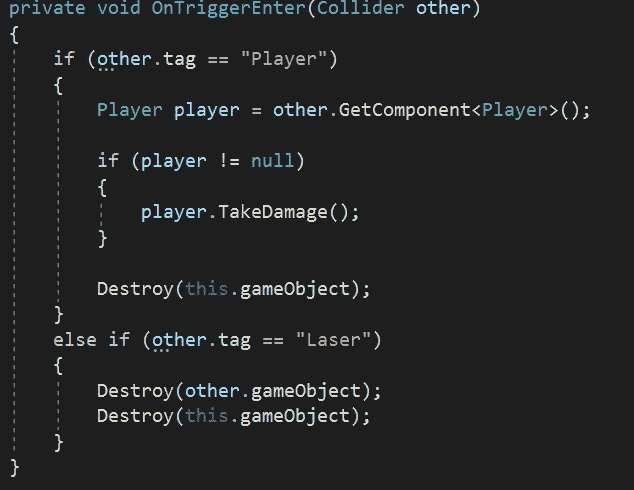 private void OnTriggerEnter(Collider other)
{
    if (other.tag == "Player")
    {
        Player player = other.GetComponent<Player>();

        if (player != null)
        {
            player.TakeDamage();
        }

        Destroy(this.gameObject);
    }
    else if (other.tag == "Laser")
    {
        Destroy(other.gameObject);
        Destroy(this.gameObject);
    }
}